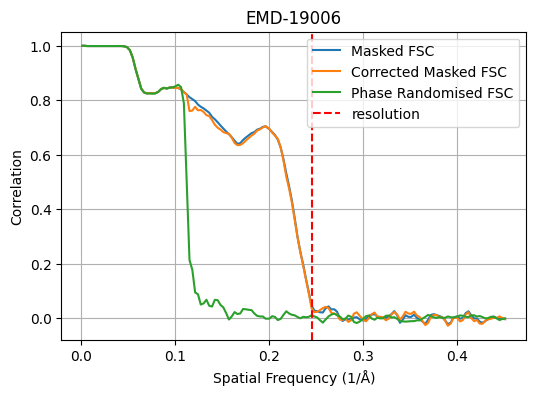 EMD-19006
Masked FSC
Corrected Masked FSC
Phase Randomised FSC
resolution
Correlation
1.0
0.8
0.6
0.4
0.2
0.0
0.0 0.1 0.2 0.3 0.4
Spatial Frequency (1/Å)